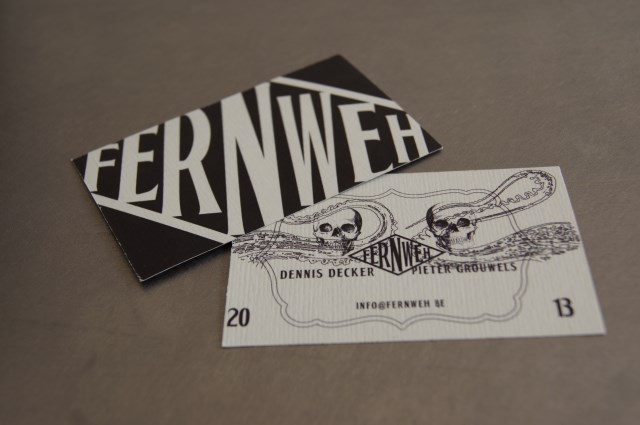 FERNWEH
FERNWEH
DENNIS DECKER PIETER GROUWELS
INFO@FERNWEH.BE
20 13